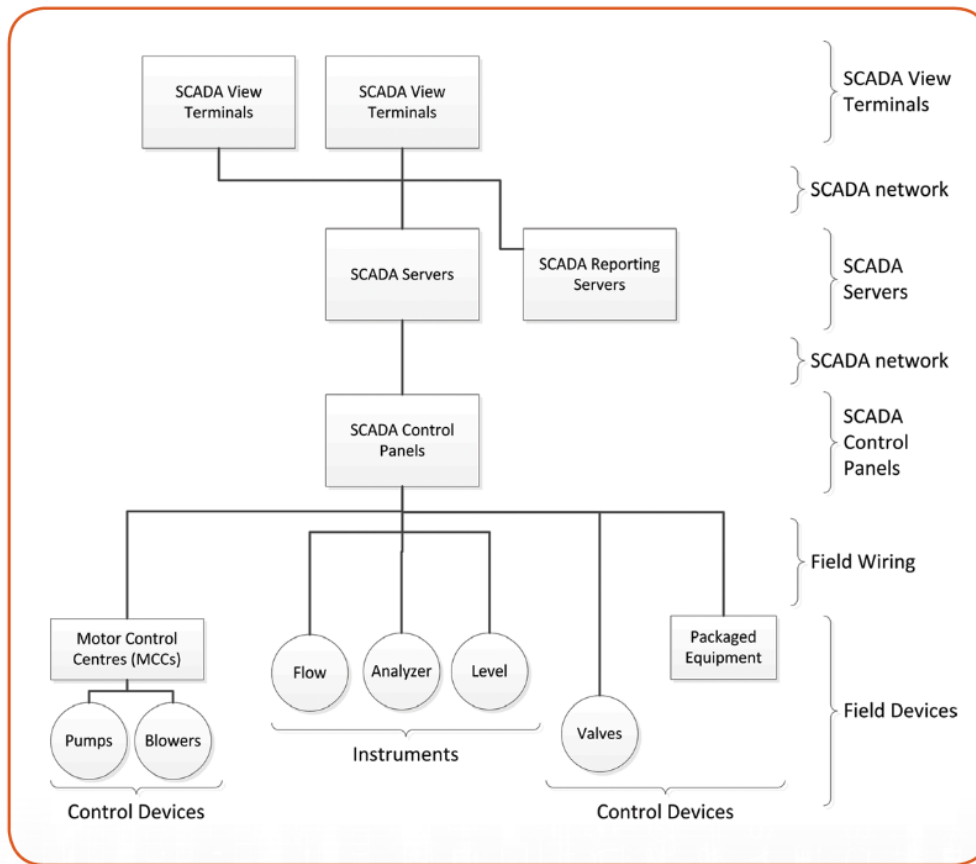 SCADA View
Terminals
SCADA View
Terminals
SCADA View
Terminals
SCADA network
SCADA Servers
SCADA Reporting
Servers
SCADA
Servers
SCADA network
SCADA Control
Panels
SCADA
Control
Panels
Field Wiring
Motor Control
Centres (MCCs)
Flow
Analyzer
Level
Packaged
Equipment
Pumps
Blowers
Valves
Field Devices
Instruments
Control Devices
Control Devices